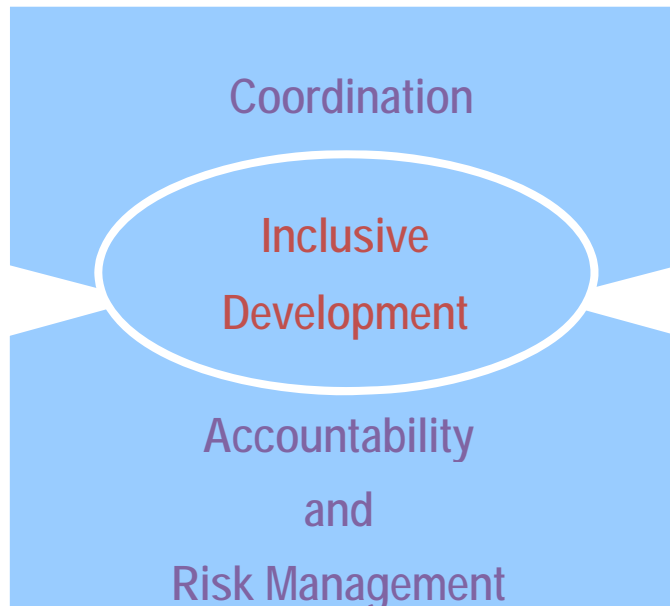 Coordination
Inclusive
Development
Accountability
and
Risk Management